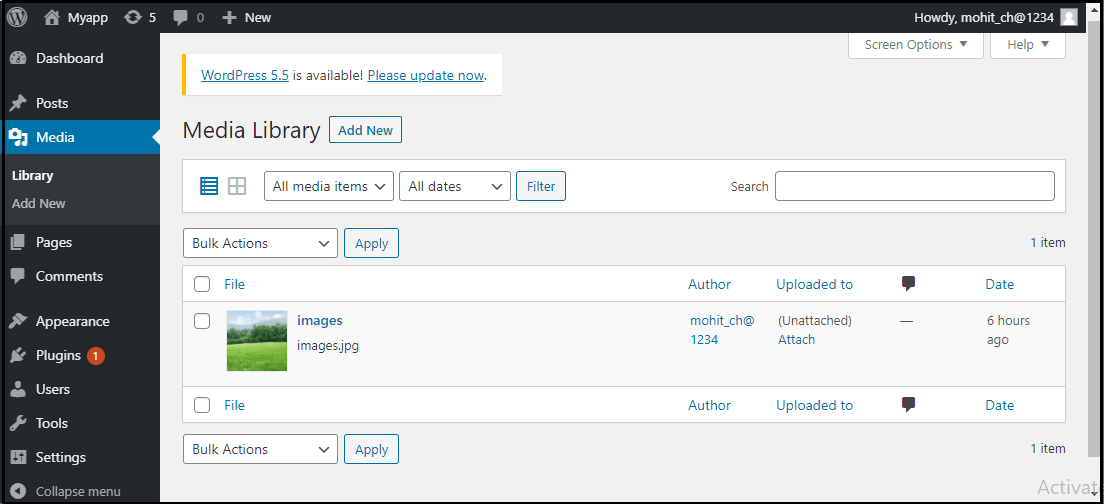 Myapp 5 0 New Howdy, mohit_ch@1234
Dashboard
Posts
Media
Library
Add New
Pages
Comments
Appearance
Plugins 1
Users
Tools
Settings
Collapse menu
Screen Options Help
WordPress 5.5 is available! Please update now.
Media Library Add New
All media items All dates Filter Search
Bulk Actions Apply 1 item
File Author Uploaded to Date
images mohit_ch@ (Unattached) — 6 hours
images.jpg 1234 Attach ago
File Author Uploaded to Date
Bulk Actions Apply 1 item
Activat